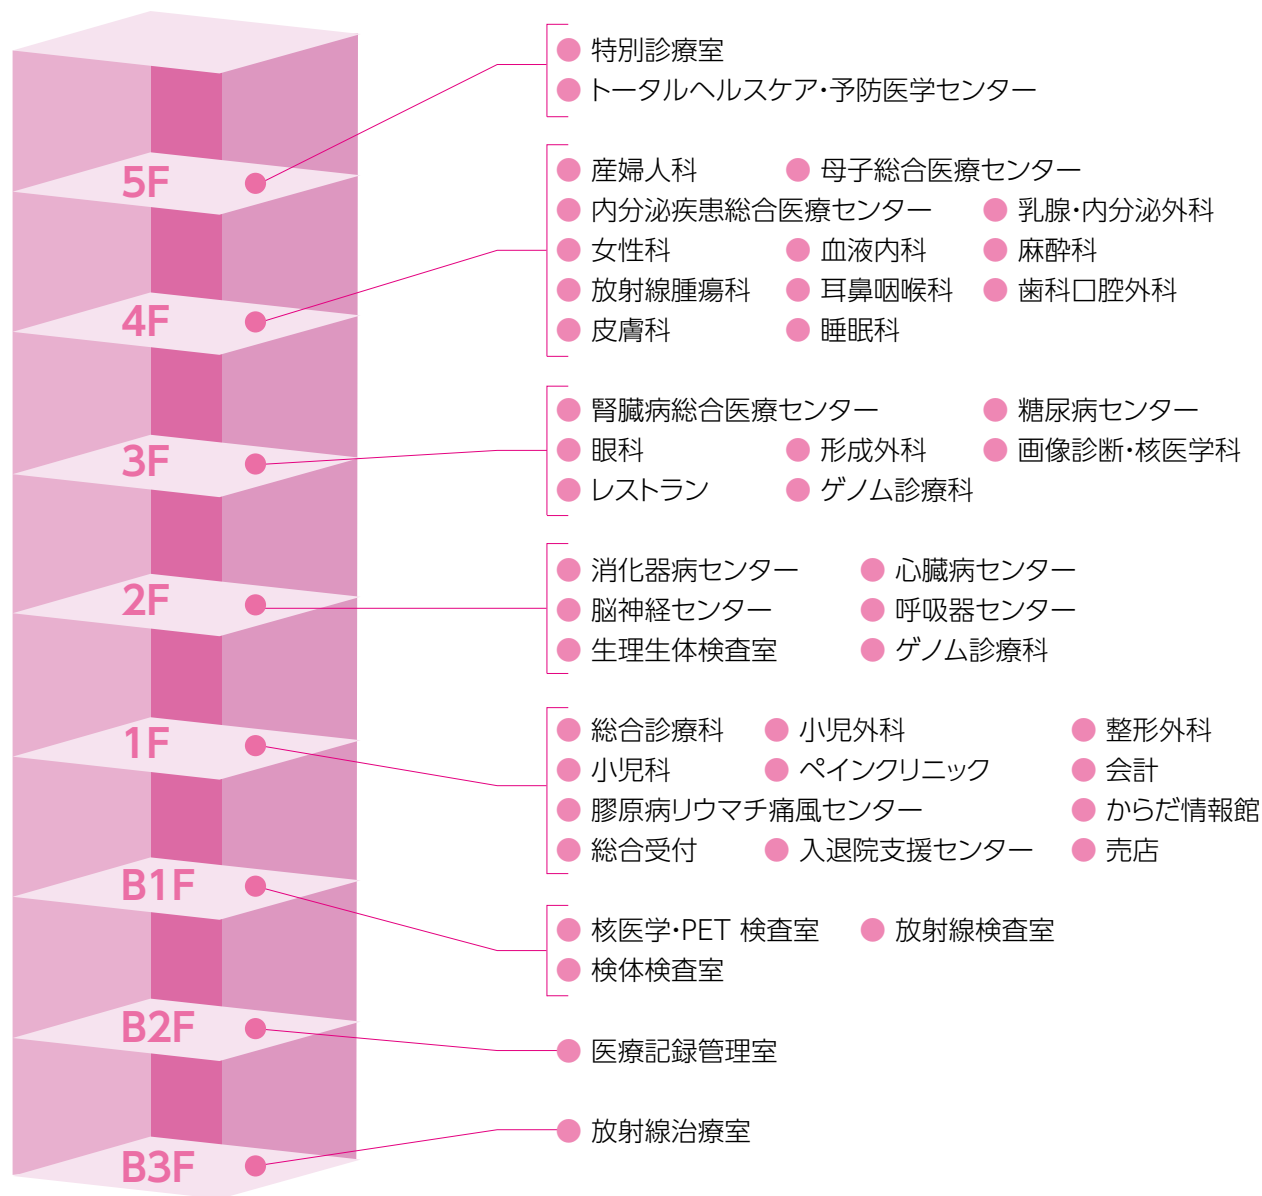 5F
● 特別診療室
● トータルヘルスケア・予防医学センター
4F
● 産婦人科 ● 母子総合医療センター
● 内分泌疾患総合医療センター ● 乳腺・内分泌外科
● 女性科 ● 血液内科 ● 麻酔科
● 放射線腫瘍科 ● 耳鼻咽喉科 ● 歯科口腔外科
● 皮膚科 ● 睡眠科
3F
● 腎臓病総合医療センター ● 糖尿病センター
● 眼科 ● 形成外科 ● 画像診断・核医学科
● レストラン ● ゲノム診療科
2F
● 消化器病センター ● 心臓病センター
● 脳神経センター ● 呼吸器センター
● 生理生体検査室 ● ゲノム診療科
1F
● 総合診療科 ● 小児外科 ● 整形外科
● 小児科 ● ペインクリニック ● 会計
● 膠原病リウマチ痛風センター ● からだ情報館
● 総合受付 ● 入退院支援センター ● 売店
B1F
● 核医学・PET 検査室 ● 放射線検査室
● 検体検査室
B2F
● 医療記録管理室
B3F
● 放射線治療室